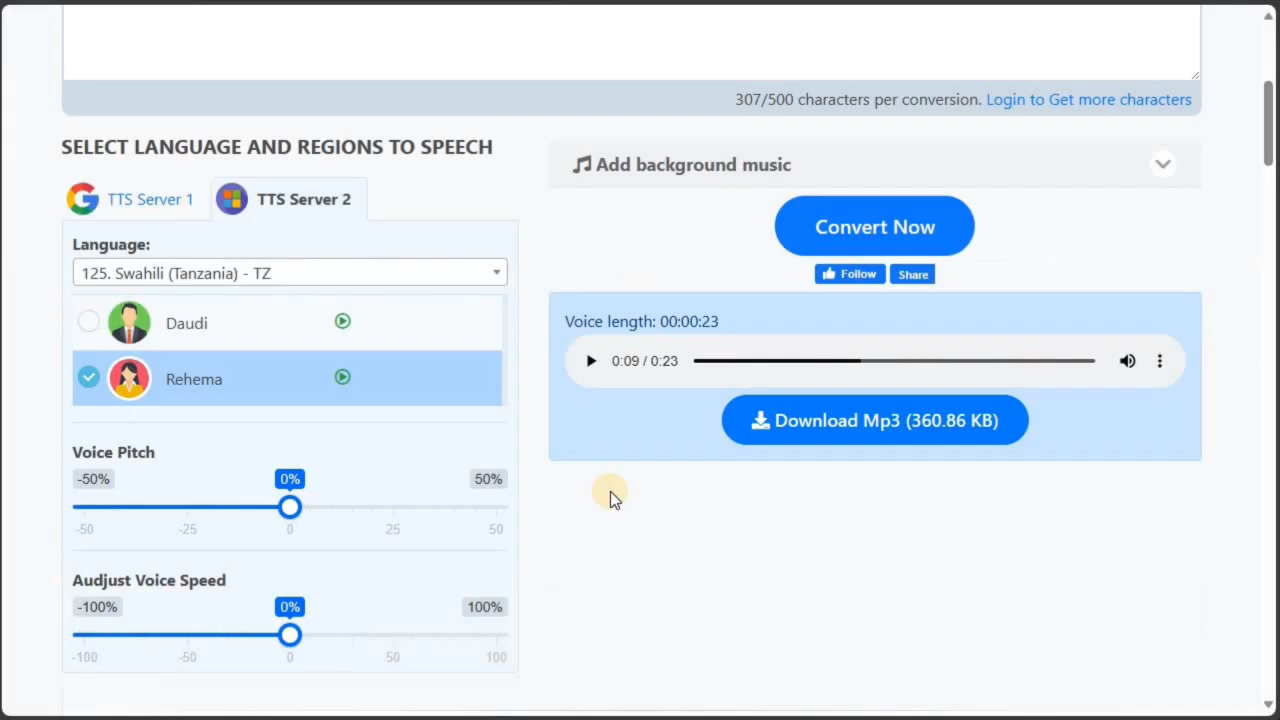 307/500 characters per conversion. Login to Get more characters
SELECT LANGUAGE AND REGIONS TO SPEECH
TTS Server 1
TTS Server 2
Language:
125. Swahili (Tanzania) - TZ
Daudi
Rehema
Voice Pitch
-50% 0% 50%
-50 -25 0 25 50
Audjust Voice Speed
-100% 0% 100%
-100 -50 0 50 100
Add background music
Convert Now
Follow Share
Voice length: 00:00:23
0:09 / 0:23
Download Mp3 (360.86 KB)